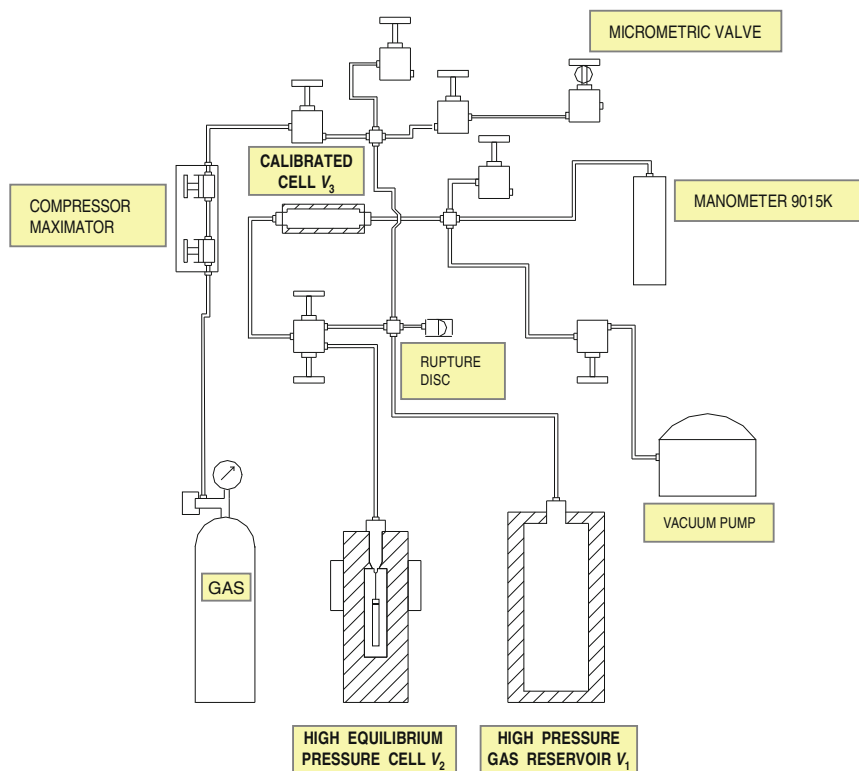 MICROMETRIC VALVE
CALIBRATED
CELL V3
COMPRESSOR
MAXIMATOR
MANOMETER 9015K
RUPTURE
DISC
VACUUM PUMP
GAS
HIGH EQUILIBRIUM
PRESSURE CELL V2
HIGH PRESSURE
GAS RESERVOIR V1